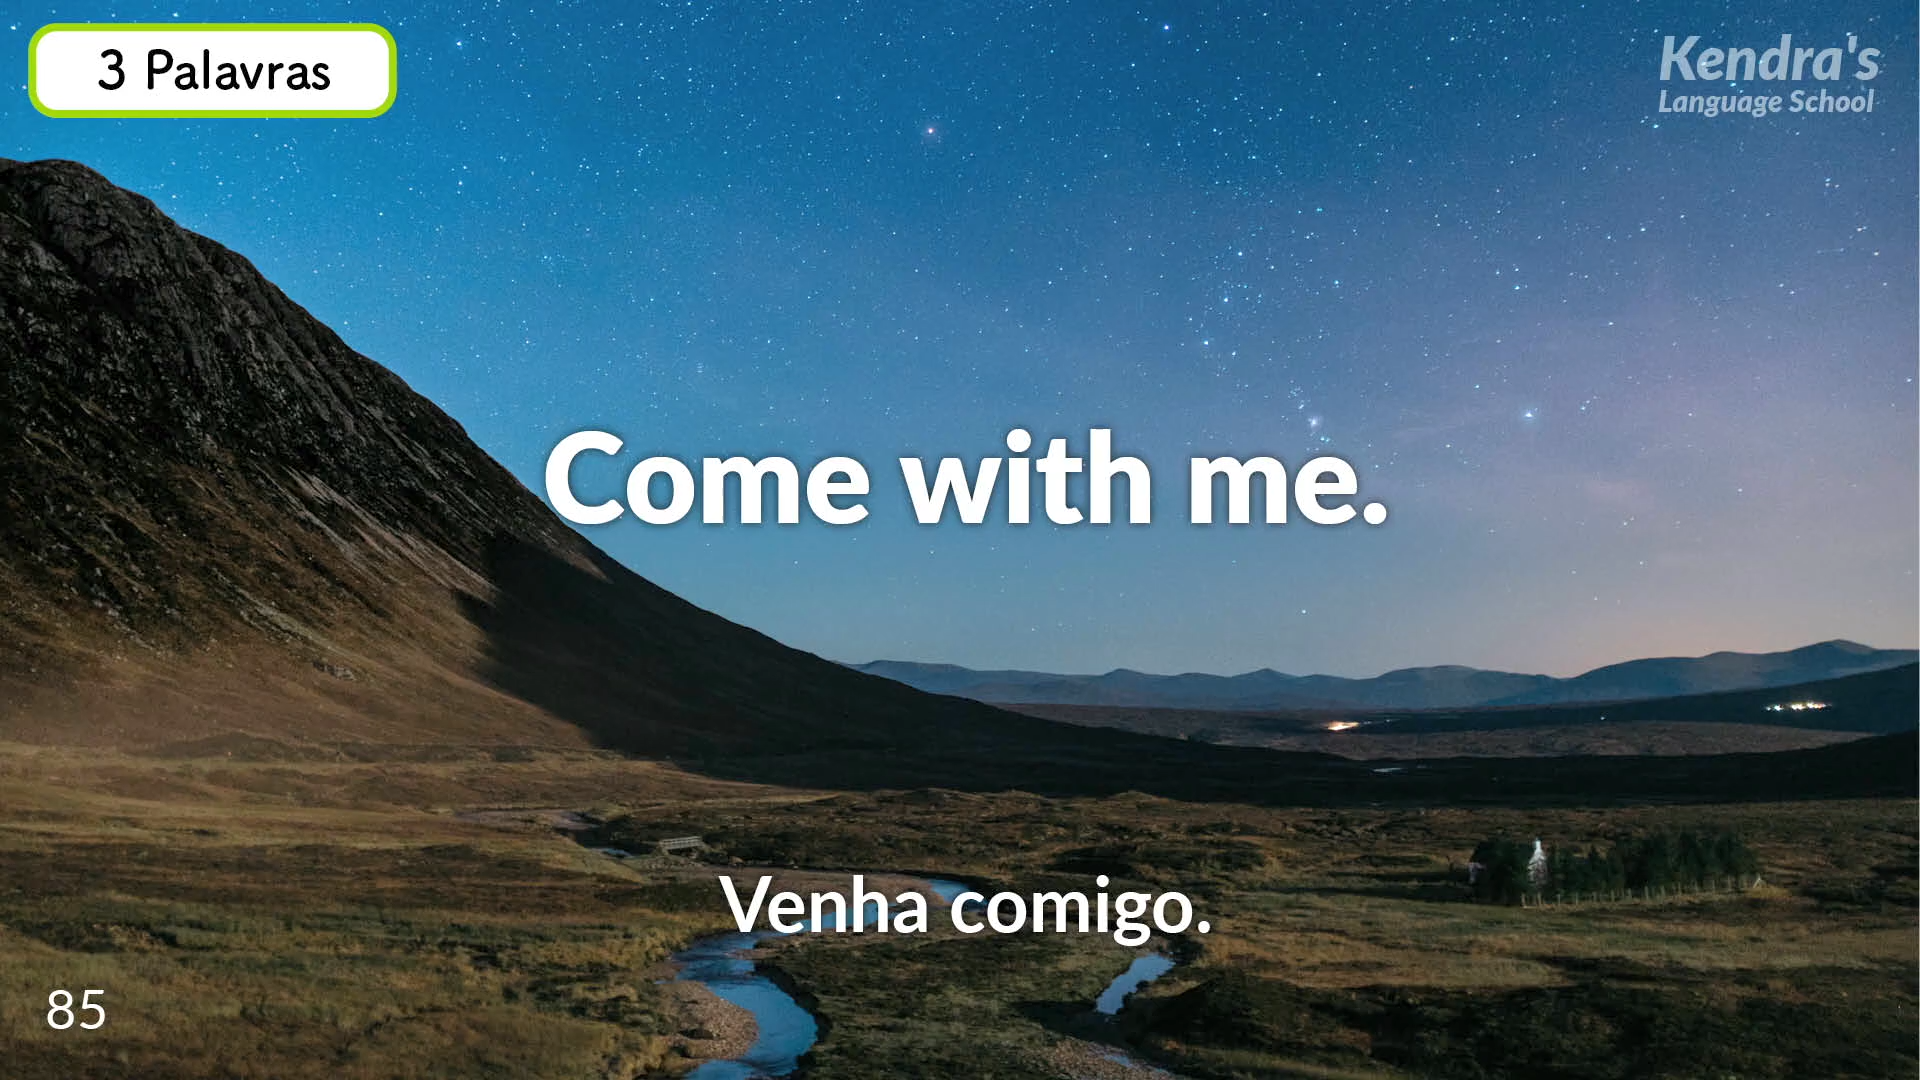 3 Palavras
Kendra's
Language School
Come with me.
Venha comigo.
85